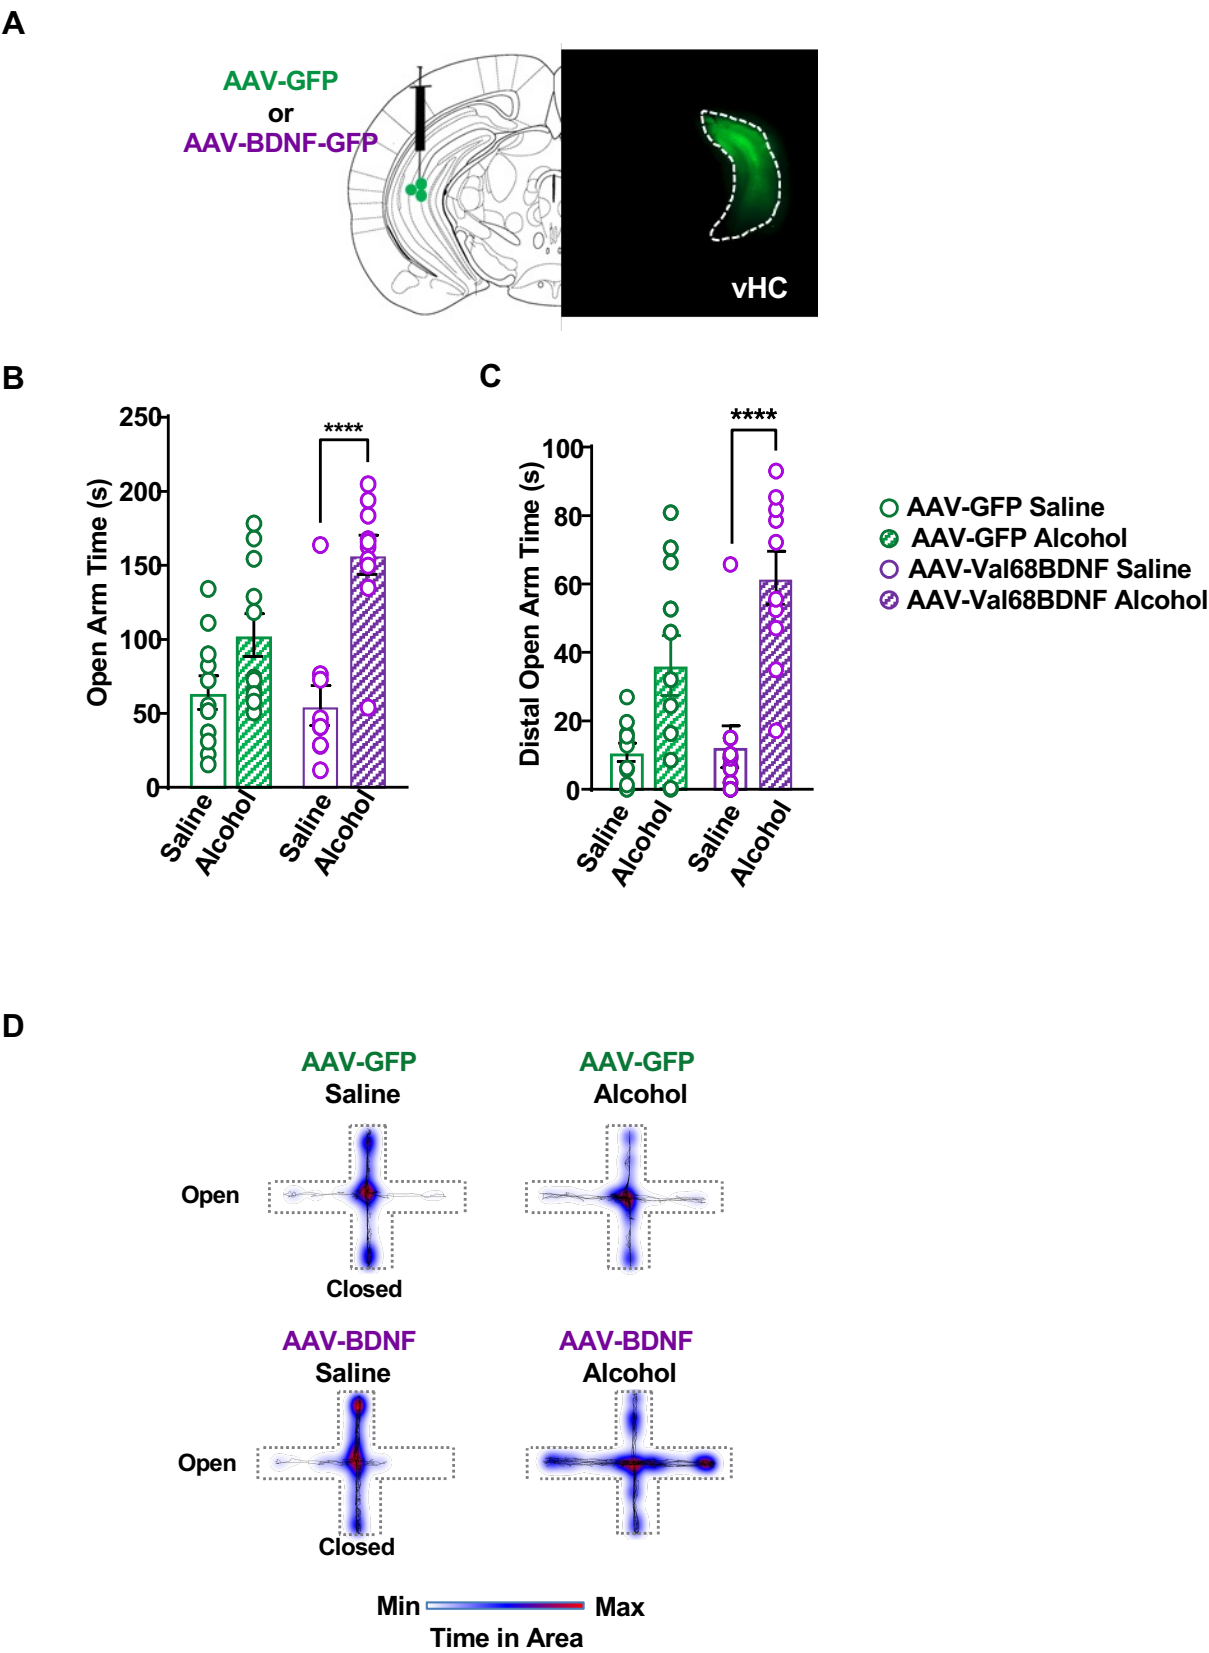 A
AAV-GFP
or
AAV-BDNF-GFP
vHC
B
Open Arm Time (s)
250
200
150
100
50
0
****
Saline
Alcohol
Saline
Alcohol
C
Distal Open Arm Time (s)
100
80
60
40
20
0
****
Saline
Alcohol
Saline
Alcohol
AAV-GFP Saline
AAV-GFP Alcohol
AAV-Val68BDNF Saline
AAV-Val68BDNF Alcohol
D
AAV-GFP
Saline
AAV-GFP
Alcohol
Open
Closed
AAV-BDNF
Saline
AAV-BDNF
Alcohol
Open
Closed
Min
Max
Time in Area